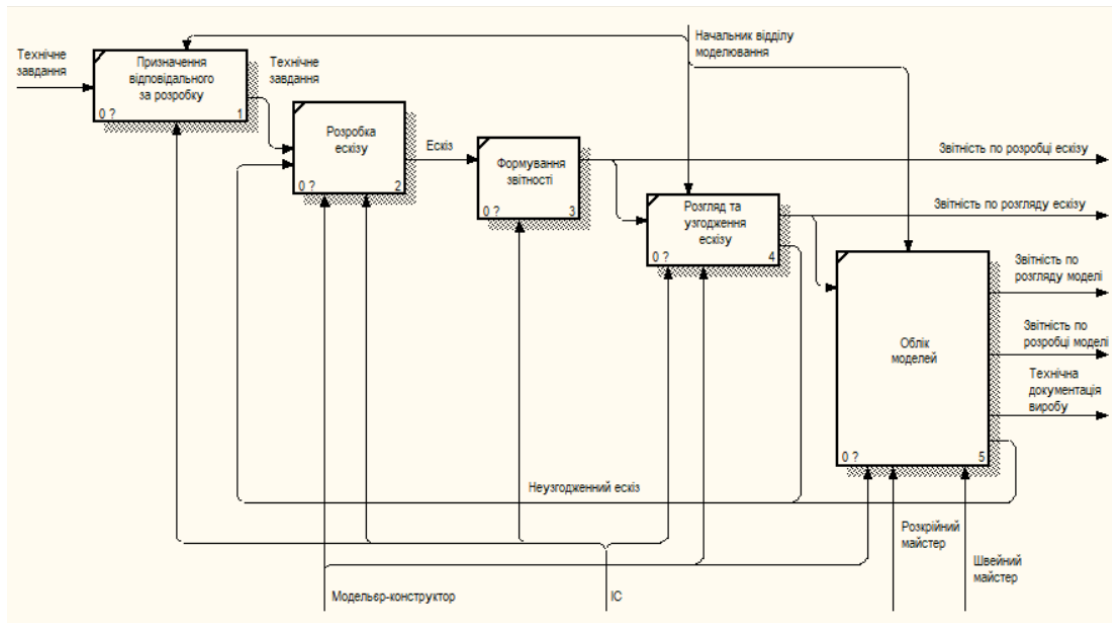 Технічне
завдання
Призначення
відповідального
за розробку
0 ?
1
Технічне
завдання
Начальник відділу
моделювання
Розробка
ескізу
0 ?
2
Ескіз
Формування
звітності
0 ?
3
Звітність по розробці ескізу
Розгляд та
узгодження
ескізу
0 ?
4
Звітність по розгляду ескізу
Облік
моделей
0 ?
5
Звітність по
розгляду моделі
Звітність по
розробці моделі
Технічна
документація
виробу
Неузгодженний ескіз
Розкрійний
майстер
Швейний
майстер
Модельєр-конструктор
ІС